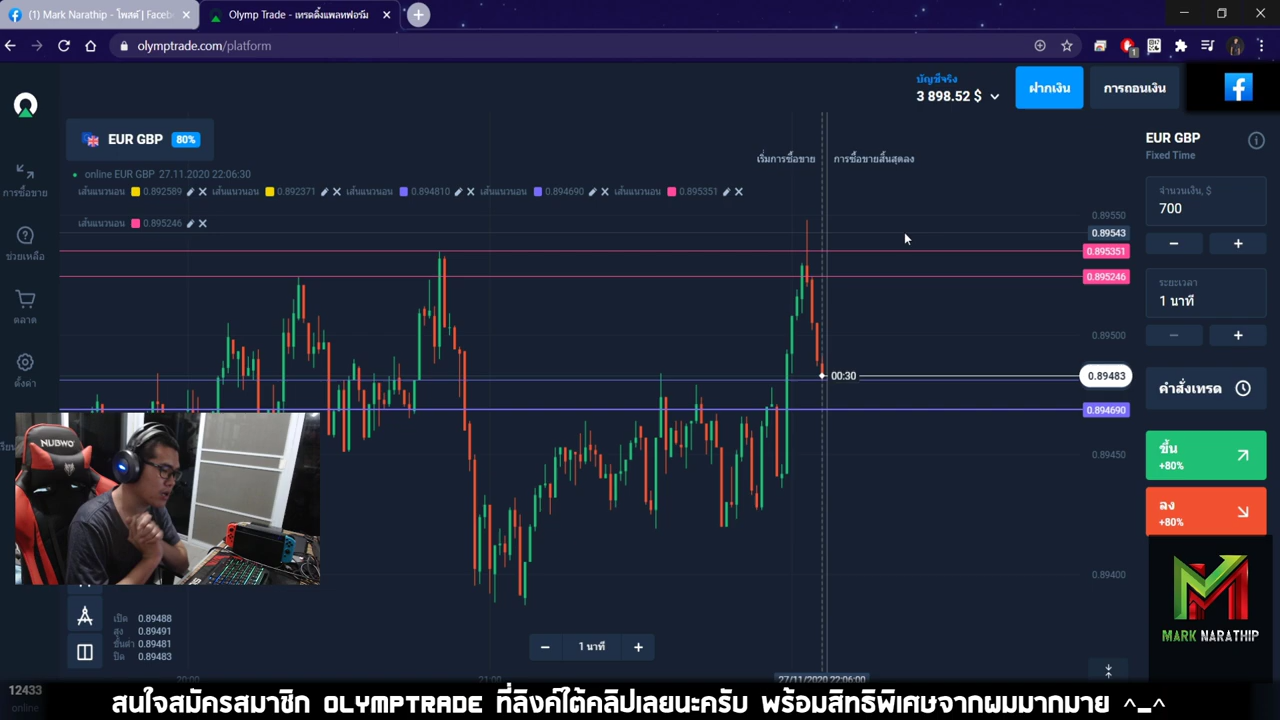 (1) Mark Narathip - โพสต์ | Faceb
Olymp Trade - เทรดดิ้งแพลทฟอร์ม
olymptrade.com/platform
บัญชีจริง
3 898.52 $
ฝากเงิน
การถอนเงิน
EUR GBP 80%
online EUR GBP 27.11.2020 22:06:30
เส้นแนวนอน 0.892589 เส้นแนวนอน 0.892371 เส้นแนวนอน 0.894810 เส้นแนวนอน 0.894690 เส้นแนวนอน 0.895351
เส้นแนวนอน 0.895246
เริ่มการซื้อขาย
การซื้อขายสิ้นสุดลง
การซื้อขาย
ช่วยเหลือ
ตลาด
ตั้งค่า
0.89550
0.89543
0.895351
0.895246
0.89500
00:30
0.89483
0.894690
0.89450
0.89400
EUR GBP
Fixed Time
จำนวนเงิน, $
700
ระยะเวลา
1 นาที
คำสั่งเทรด
ขึ้น
+80%
ลง
+80%
NUBWO
เปิด 0.89488
สูง 0.89491
ขั้นต่ำ 0.89481
ปิด 0.89483
1 นาที
20:00
21:00
27/11/2020 22:06:00
MARK NARATHIP
12433
online
สนใจสมัครสมาชิก OLYMPTRADE ที่ลิงค์ใต้คลิปเลยนะครับ พร้อมสิทธิพิเศษจากผมมากมาย ^_^